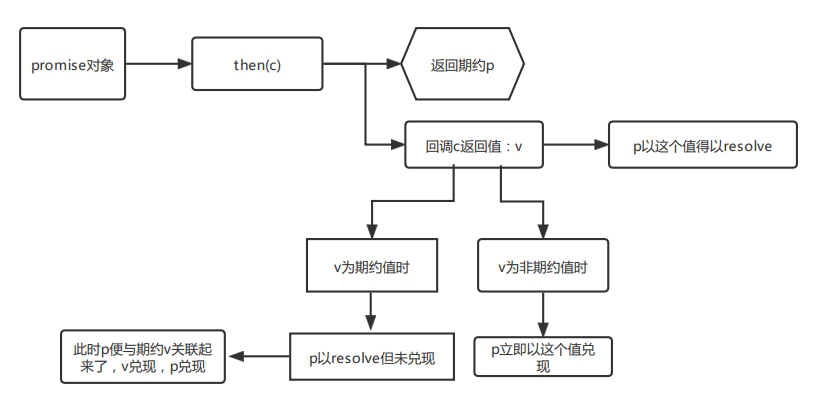 promise对象
then(c)
返回期约p
回调c返回值：v
p以这个值得以resolve
v为期约值时
v为非期约值时
此时p便与期约v关联起
来了，v兑现，p兑现
p以resolve但未兑现
p立即以这个值兑
现